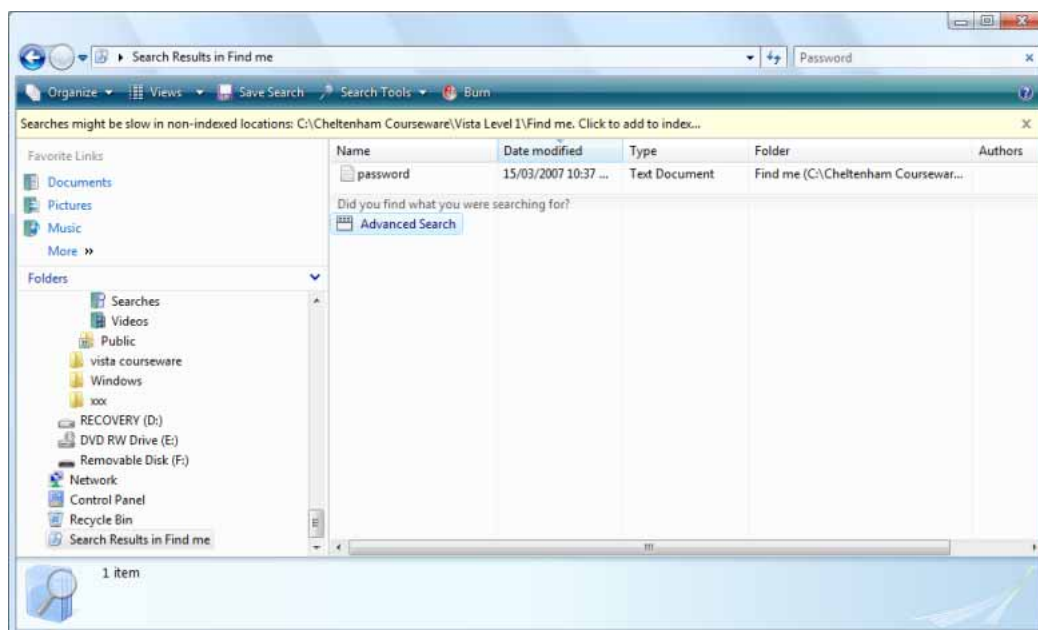 Search Results in Find me
Password
Organize Views Save Search Search Tools Burn
Searches might be slow in non-indexed locations: C:\Cheltenham Courseware\Vista Level 1\Find me. Click to add to index...
Favorite Links
Documents
Pictures
Music
More »
Folders
Searches
Videos
Public
vista courseware
Windows
xxx
RECOVERY (D:)
DVD RW Drive (E:)
Removable Disk (F:)
Network
Control Panel
Recycle Bin
Search Results in Find me
Name Date modified Type Folder Authors
password 15/03/2007 10:37 ... Text Document Find me (C:\Cheltenham Coursewar...
Did you find what you were searching for?
Advanced Search
1 item